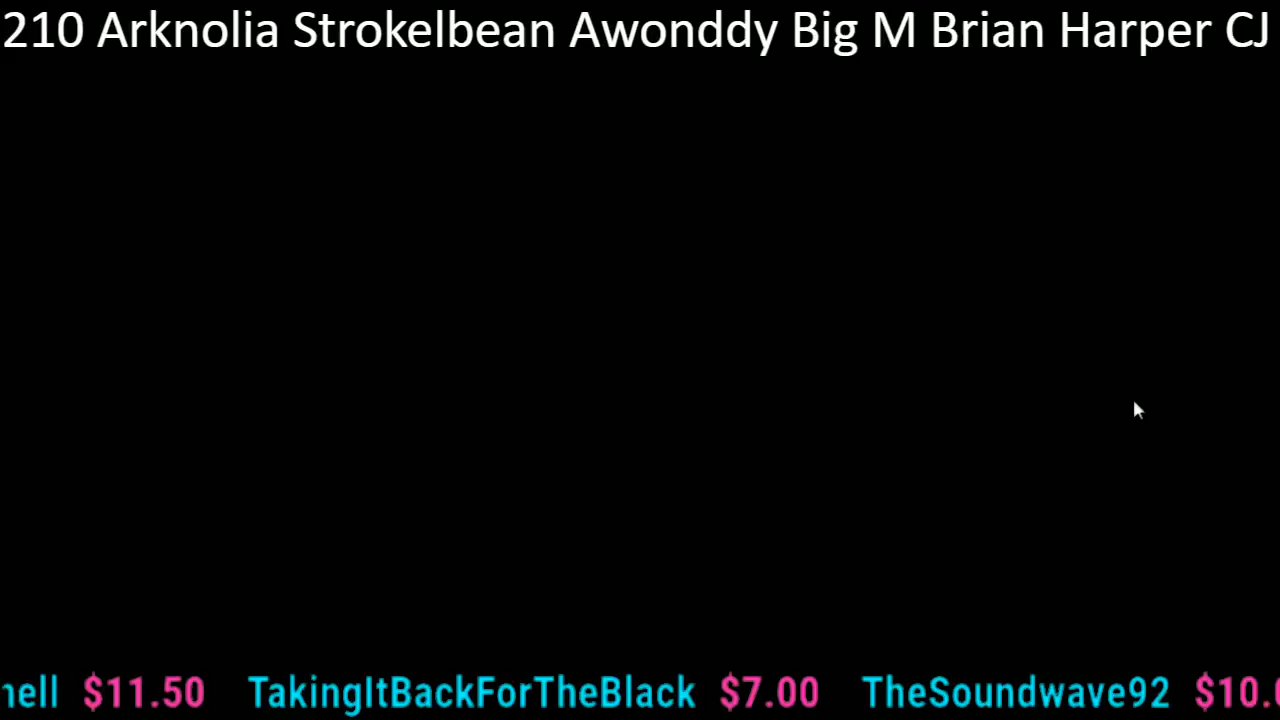 210 Arknolia Strokelbean Awonddy Big M Brian Harper CJ
$11.50 TakingItBackForTheBlack $7.00 TheSoundwave92